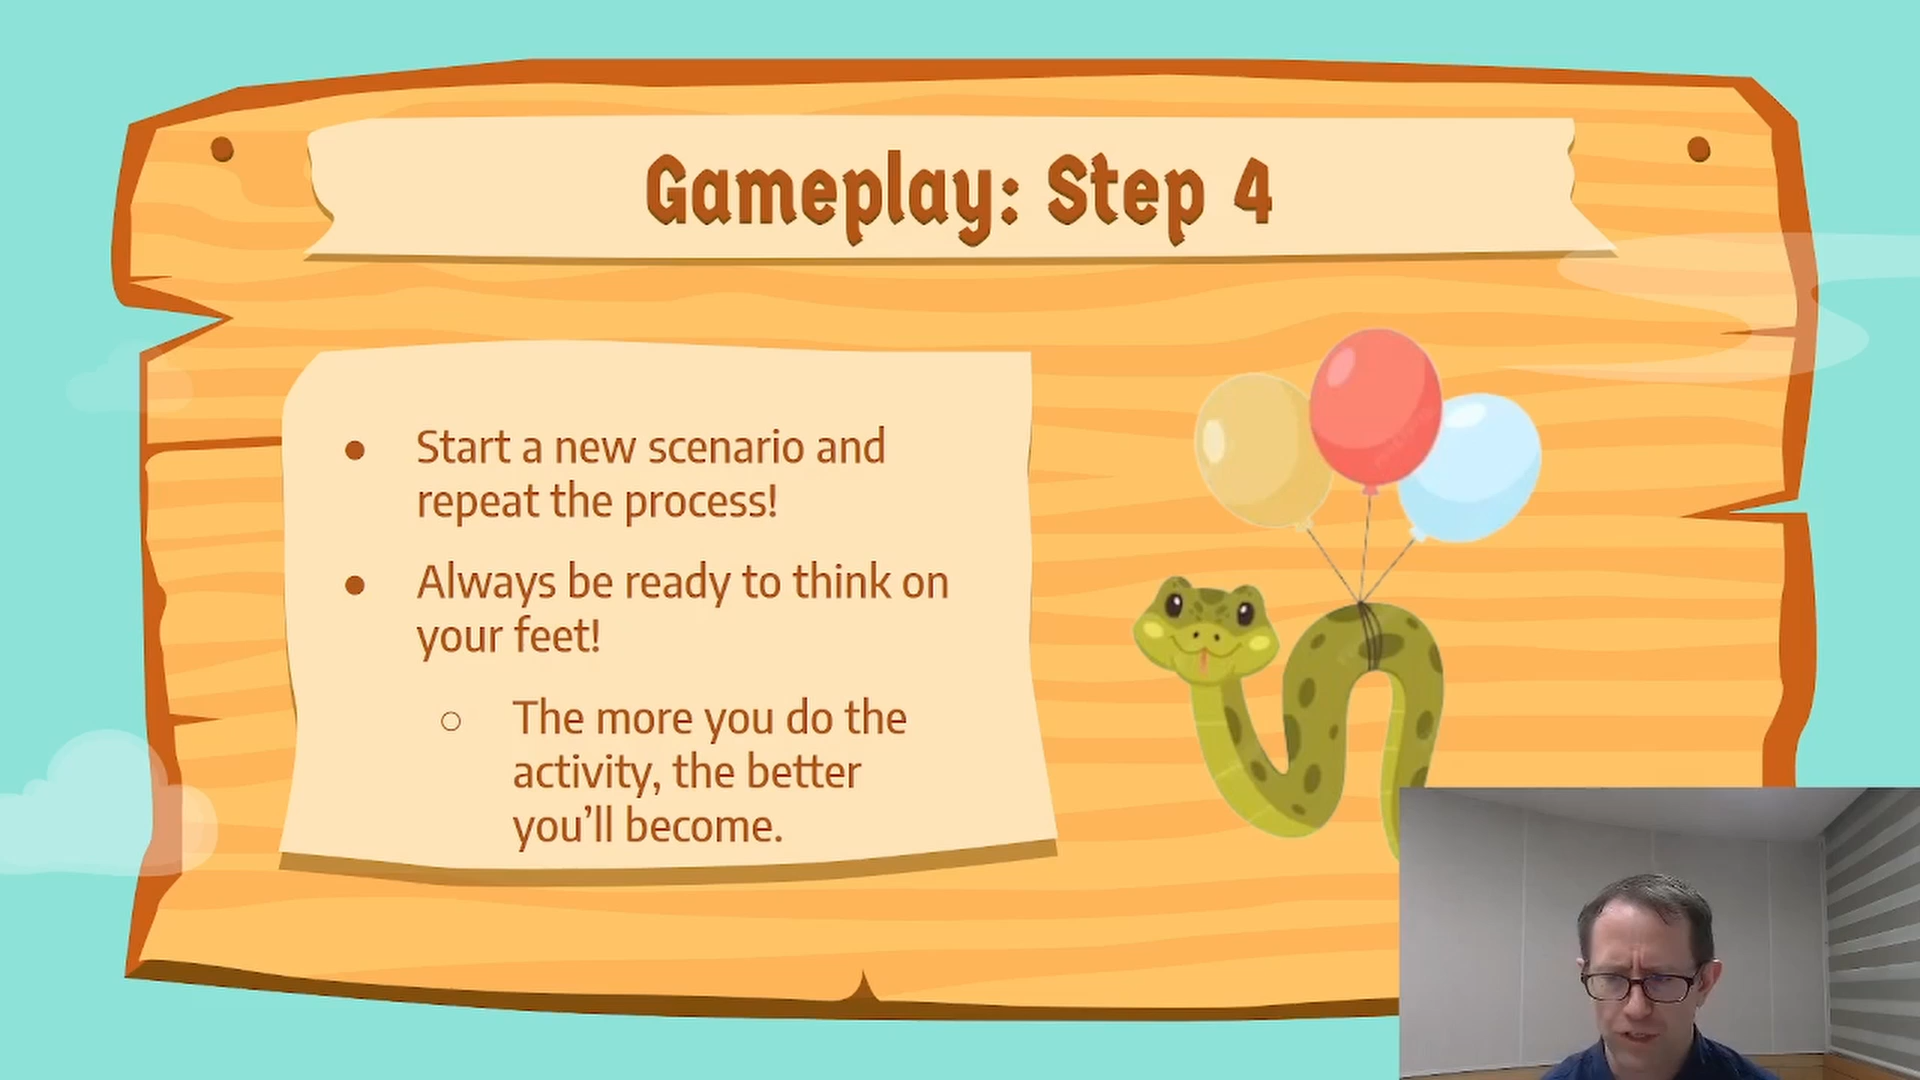 Gameplay: Step 4
● Start a new scenario and
repeat the process!
● Always be ready to think on
your feet!
○ The more you do the
activity, the better
you’ll become.